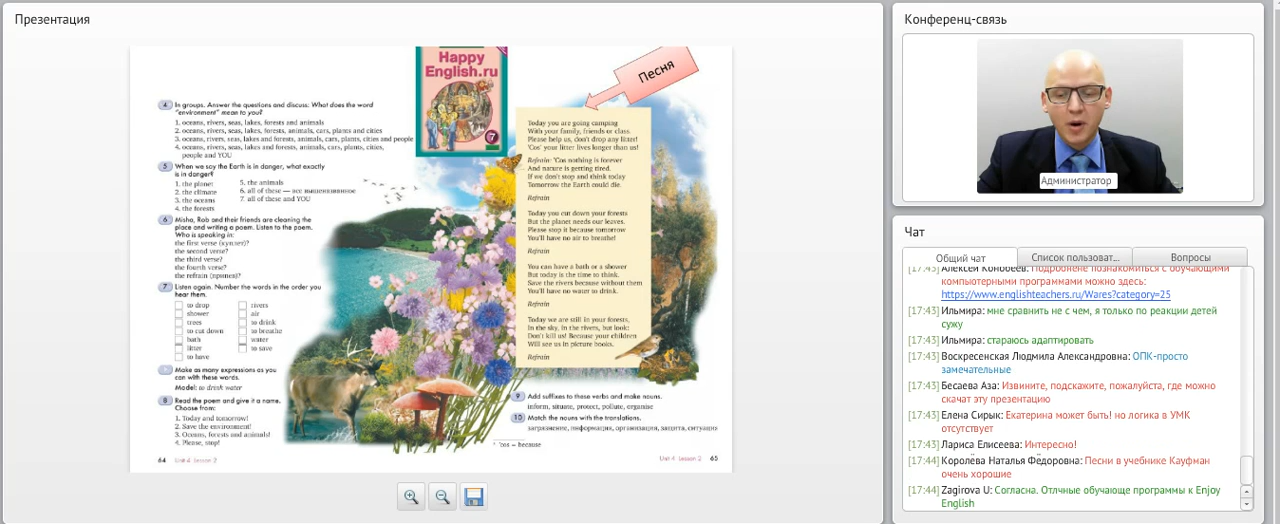 Презентация
Happy
English.ru
7
Песня
4 In groups. Answer the questions and discuss: What does the word
"environment" mean to you?
1. oceans, rivers, seas, lakes, forests and animals
2. oceans, rivers, seas, lakes, forests, animals, cars, plants and cities
3. oceans, rivers, seas, lakes and forests, animals, cars, plants, cities and people
4. oceans, rivers, seas, lakes and forests, animals, cars, plants, cities,
people and YOU
5 When we say the Earth is in danger, what exactly
is in danger?
1. the planet
2. the climate
3. the oceans
4. the forests
5. the animals
6. all of these — все вышеназванное
7. all of these and YOU
6 Misha, Rob and their friends are cleaning the
place and writing a poem. Listen to the poem.
Who is speaking in:
the first verse (куплет)?
the second verse?
the third verse?
the fourth verse?
the refrain (припев)?
7 Listen again. Number the words in the order you
hear them.
to drop
shower
trees
to cut down
bath
litter
to have
rivers
air
to drink
to breathe
water
to save
Make as many expressions as you
can with these words.
Model: to drink water
8 Read the poem and give it a name.
Choose from:
1. Today and tomorrow!
2. Save the environment!
3. Oceans, forests and animals!
4. Please, stop!
64 Unit 4 Lesson 2
Today you are going camping
With your family, friends or class.
Please help us, don't drop any litter!
'Cos' your litter lives longer than us!
Refrain: 'Cos nothing is forever
And nature is getting tired.
If we don't stop and think today
Tomorrow the Earth could die.
Refrain
Today you cut down your forests
But the planet needs our leaves.
Please stop it because tomorrow
You'll have no air to breathe!
Refrain
You can have a bath or a shower
But today is the time to think.
Save the rivers because without them
You'll have no water to drink.
Refrain
Today we are still in your forests,
In the sky, in the rivers, but look:
Don't kill us! Because your children
Will see us in picture books.
Refrain
9 Add suffixes to these verbs and make nouns.
inform, situate, protect, pollute, organise
10 Match the nouns with the translations.
загрязнение, информация, организация, защита, ситуация
* 'cos = because
Unit 4 Lesson 2 65
Конференц-связь
Администратор
Чат
Общий чат
Список пользоват...
Вопросы
[17:43] Алексей Конобеев: Подробнее познакомиться с обучающими
компьютерными программами можно здесь:
https://www.englishteachers.ru/Wares?category=25
[17:43] Ильмира: мне сравнить не с чем, я только по реакции детей
сужу
[17:43] Ильмира: стараюсь адаптировать
[17:43] Воскресенская Людмила Александровна: ОПК-просто
замечательные
[17:43] Бесаева Аза: Извините, подскажите, пожалуйста, где можно
скачат эту презентацию
[17:43] Елена Сирык: Екатерина может быть! но логика в УМК
отсутствует
[17:43] Лариса Елисеева: Интересно!
[17:44] Королёва Наталья Фёдоровна: Песни в учебнике Кауфман
очень хорошие
[17:44] Zagirova U: Согласна. Отлчные обучающе программы к Enjoy
English